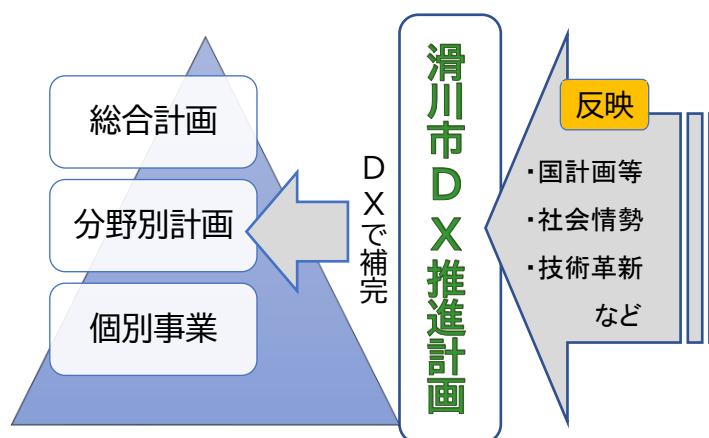 総合計画
分野別計画
個別事業
DXで補完
滑川市DX推進計画
反映
・国計画等
・社会情勢
・技術革新
など